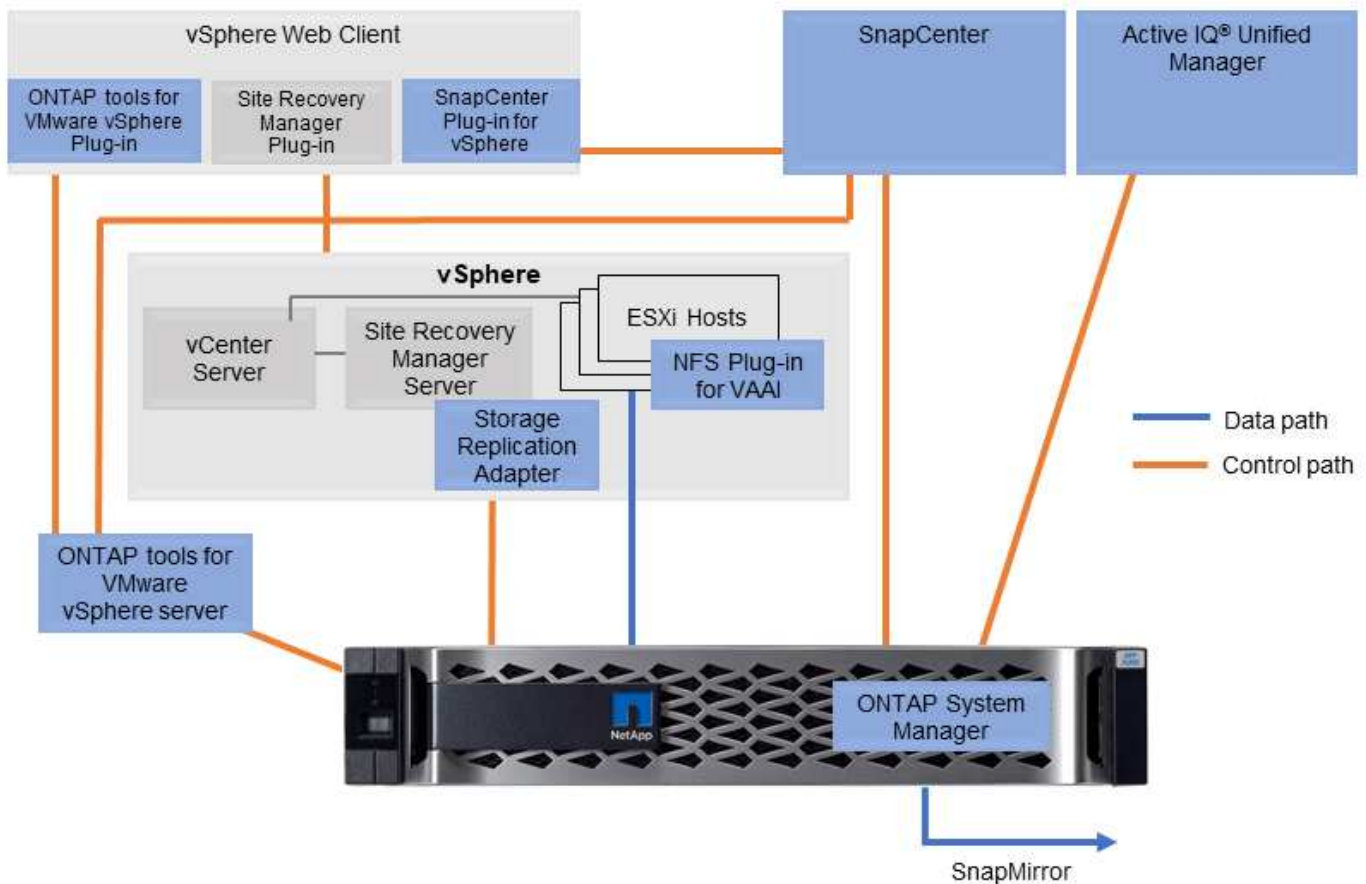 vSphere Web Client
ONTAP tools for
VMware vSphere
Plug-in
Site Recovery
Manager
Plug-in
SnapCenter
Plug-in for
vSphere
SnapCenter
Active IQ® Unified
Manager
vSphere
vCenter
Server
Site Recovery
Manager
Server
ESXi Hosts
NFS Plug-in
for VAAI
Storage
Replication
Adapter
Data path
Control path
ONTAP tools for
VMware
vSphere server
NetApp
ONTAP System
Manager
SnapMirror